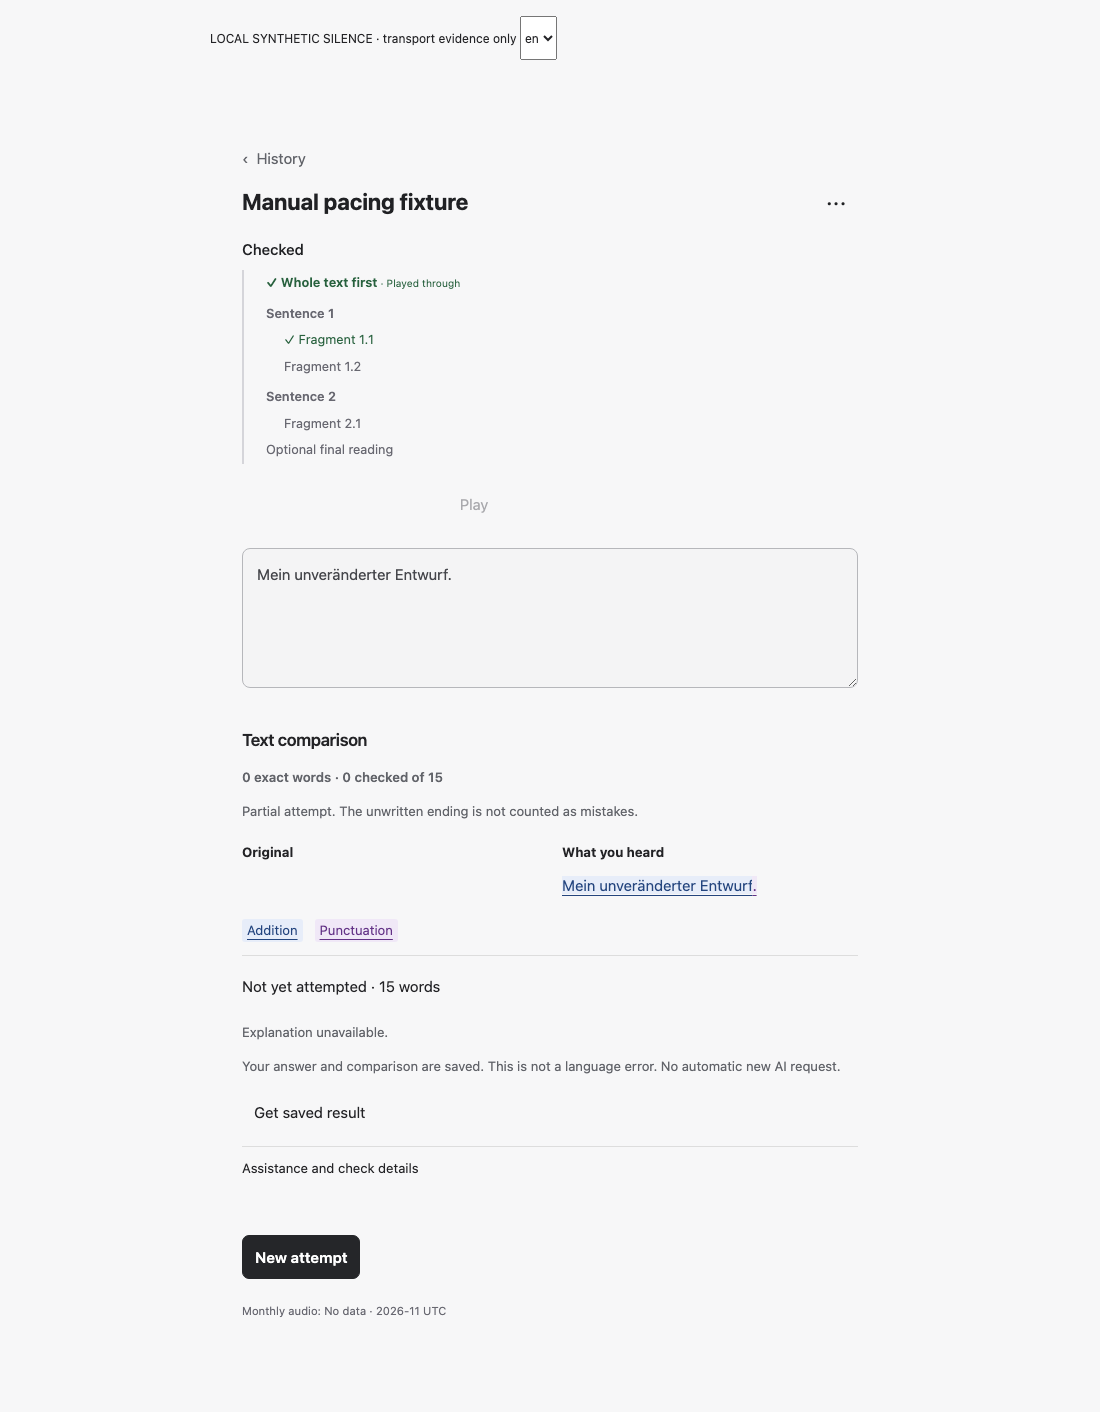 LOCAL SYNTHETIC SILENCE · transport evidence only en
‹ History
Manual pacing fixture
...
Checked
✓ Whole text first · Played through
Sentence 1
✓ Fragment 1.1
Fragment 1.2
Sentence 2
Fragment 2.1
Optional final reading
Play
Mein unveränderter Entwurf.
Text comparison
0 exact words · 0 checked of 15
Partial attempt. The unwritten ending is not counted as mistakes.
Original
What you heard
Mein unveränderter Entwurf.
Addition Punctuation
Not yet attempted · 15 words
Explanation unavailable.
Your answer and comparison are saved. This is not a language error. No automatic new AI request.
Get saved result
Assistance and check details
New attempt
Monthly audio: No data · 2026-11 UTC